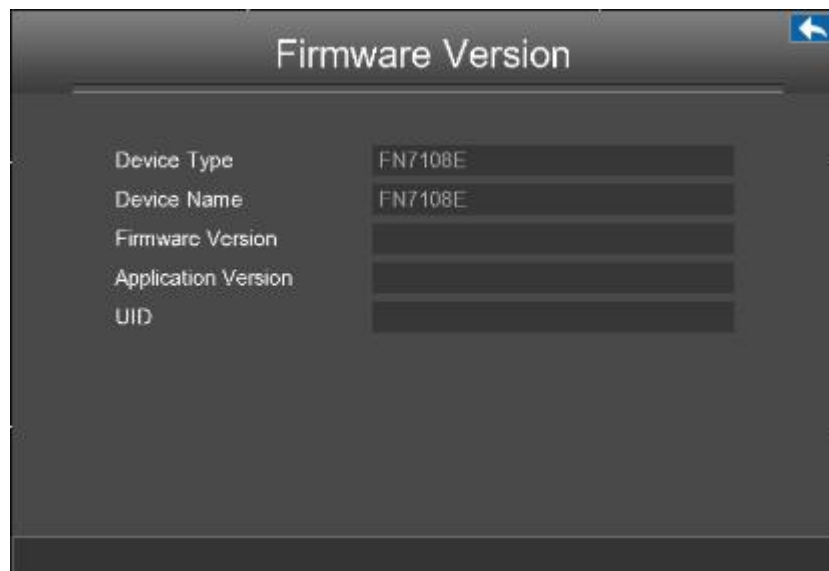 Firmware Version
Device Type FN7108E
Device Name FN7108E
Firmware Version
Application Version
UID